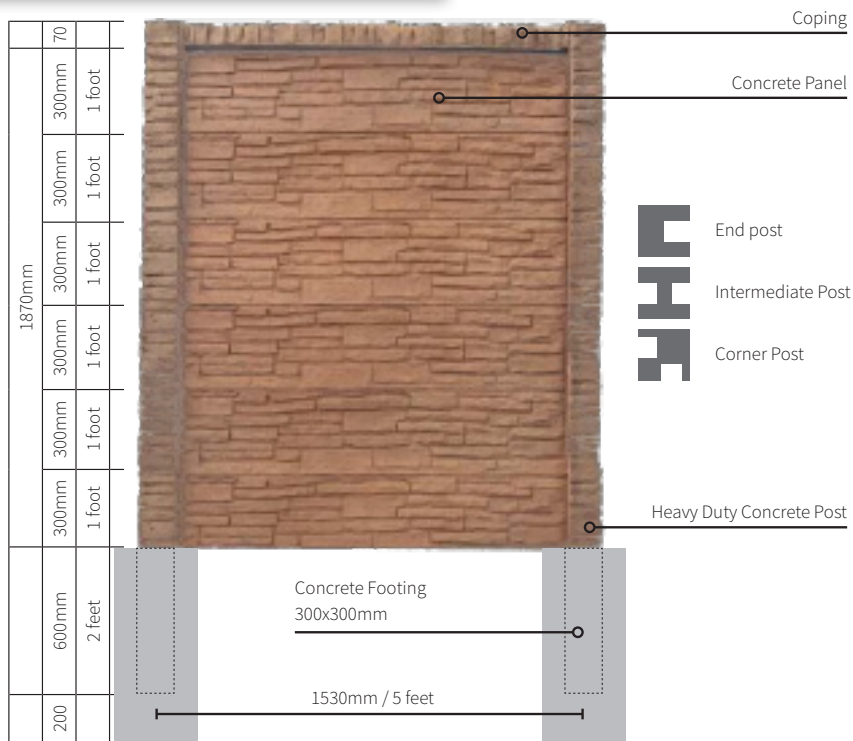 Coping
Concrete Panel
End post
Intermediate Post
Corner Post
Heavy Duty Concrete Post
Concrete Footing
300x300mm
1530mm / 5 feet
1870mm
70
300mm
1 foot
300mm
1 foot
300mm
1 foot
300mm
1 foot
300mm
1 foot
300mm
1 foot
600mm
2 feet
200